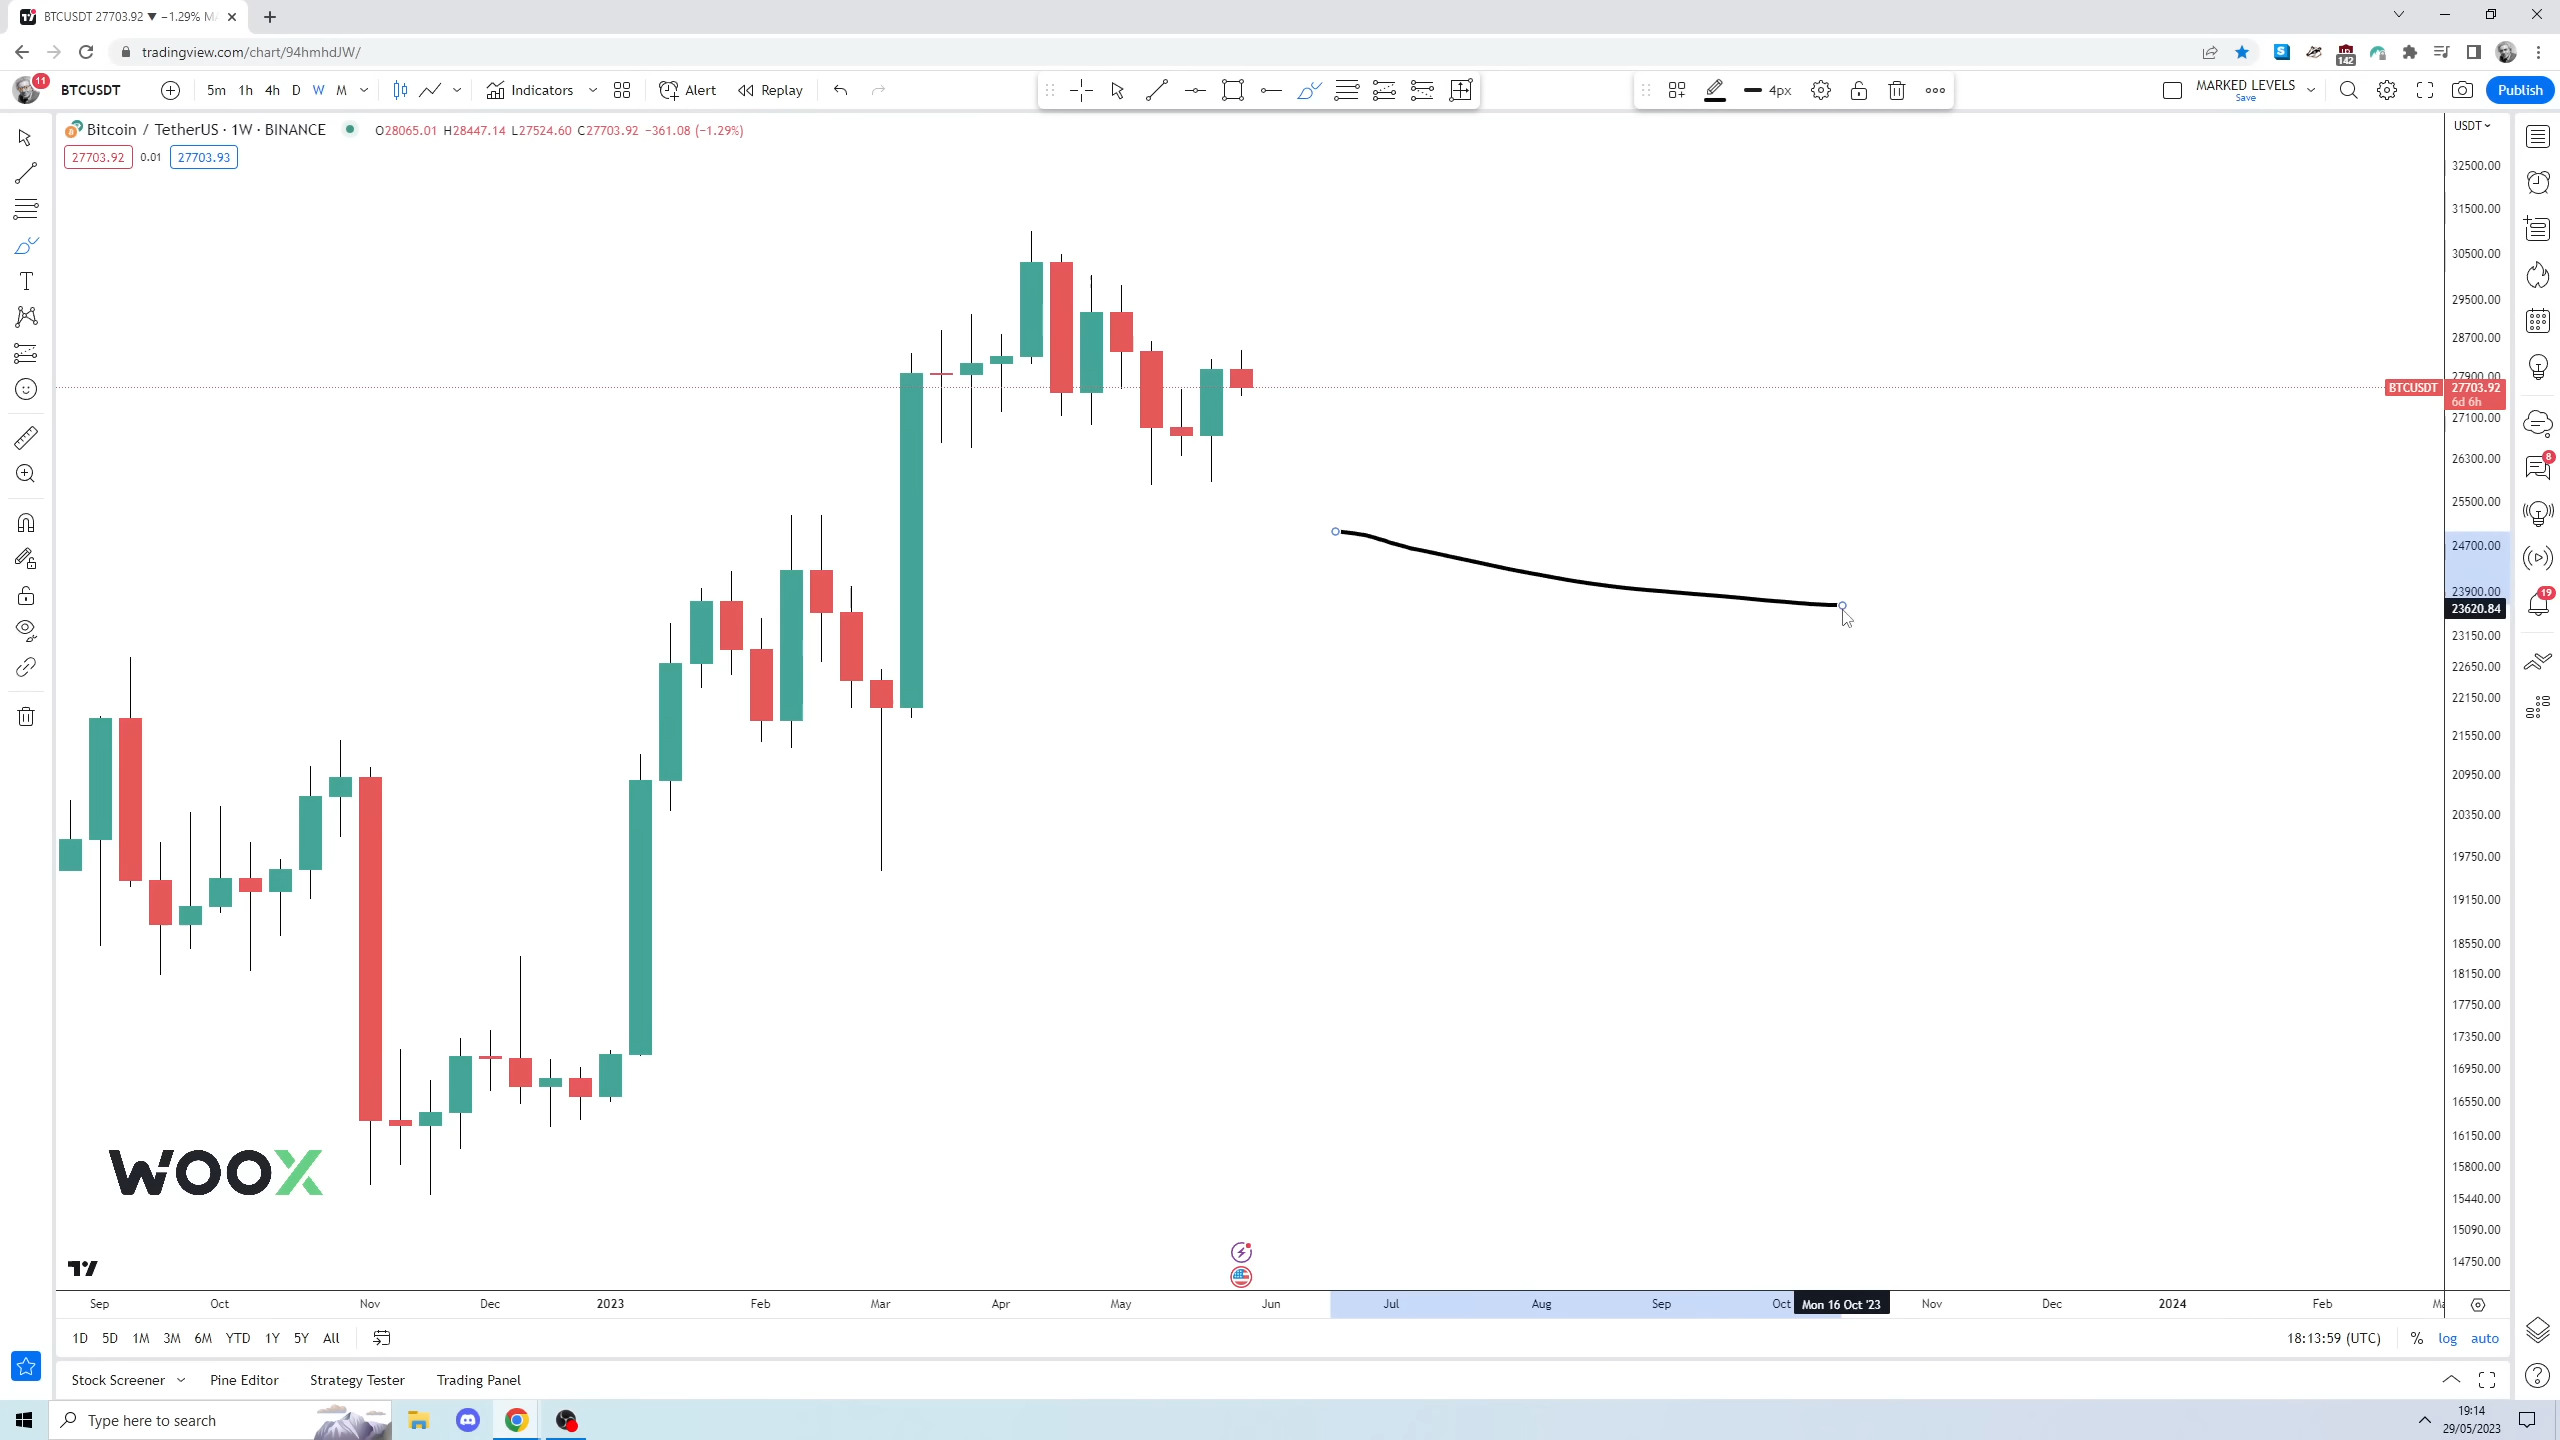 BTCUSDT 27703.92 ▼ −1.29%
tradingview.com/chart/94hmhdJW/
142
11
BTCUSDT 5m 1h 4h D W M Indicators Alert Replay 4px MARKED LEVELS Save Publish
Bitcoin / TetherUS · 1W · BINANCE O28065.01 H28447.14 L27524.60 C27703.92 −361.08 (−1.29%)
27703.92 0.01 27703.93
USDT
32500.00
31500.00
30500.00
29500.00
28700.00
27900.00
BTCUSDT 27703.92
6d 6h
27100.00
26300.00
8
25500.00
24700.00
23900.00
19
23620.84
23150.00
22650.00
22150.00
21550.00
20950.00
20350.00
19750.00
19150.00
18550.00
18150.00
17750.00
17350.00
16950.00
16550.00
16150.00
WOOX
15800.00
15440.00
15090.00
14750.00
Sep Oct Nov Dec 2023 Feb Mar Apr May Jun Jul Aug Sep Oct Mon 16 Oct '23 Nov Dec 2024 Feb
1D 5D 1M 3M 6M YTD 1Y 5Y All 18:13:59 (UTC) % log auto
Stock Screener Pine Editor Strategy Tester Trading Panel
Type here to search
19:14
29/05/2023